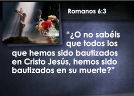 Romanos 6:3
“¿O no sabéis
que todos los
que hemos sido bautizados
en Cristo Jesús, hemos sido
bautizados en su muerte?”